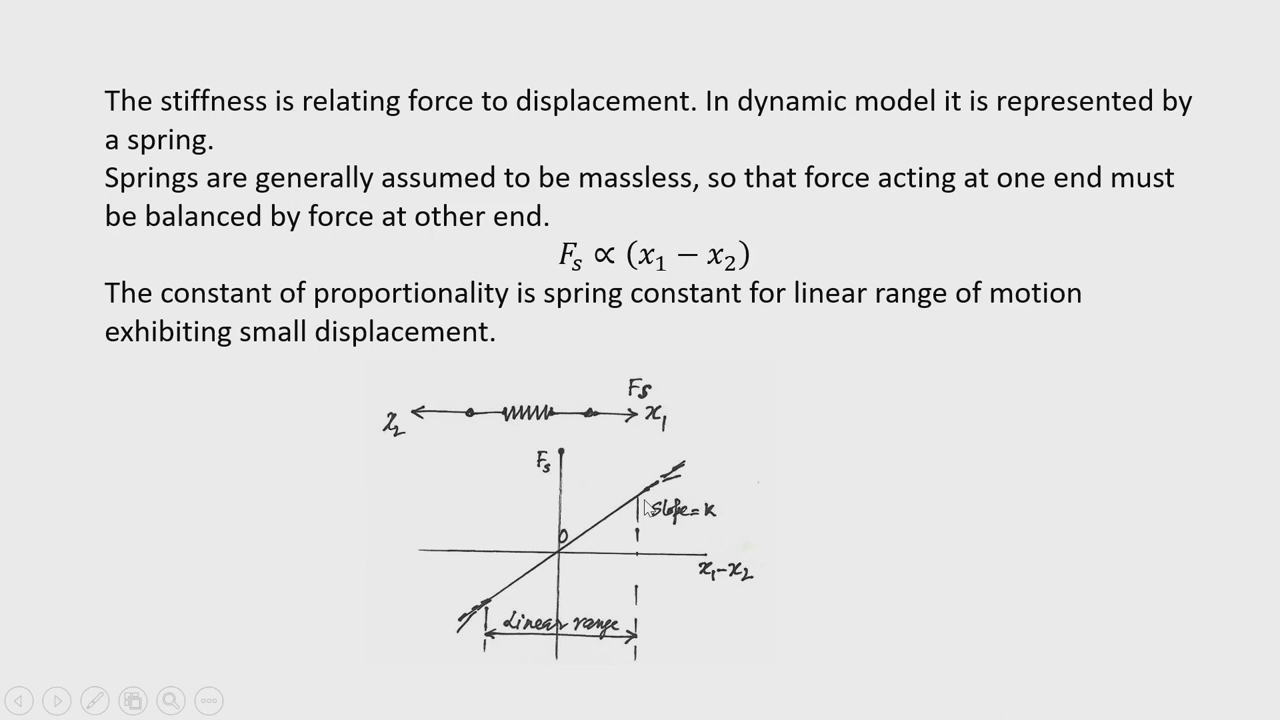 The stiffness is relating force to displacement. In dynamic model it is represented by
a spring.
Springs are generally assumed to be massless, so that force acting at one end must
be balanced by force at other end.
𝐹ₛ ∝ (𝑥₁ − 𝑥₂)
The constant of proportionality is spring constant for linear range of motion
exhibiting small displacement.
Fs
x₂ x₁
Fs
Slope = K
0
x₁-x₂
Linear range